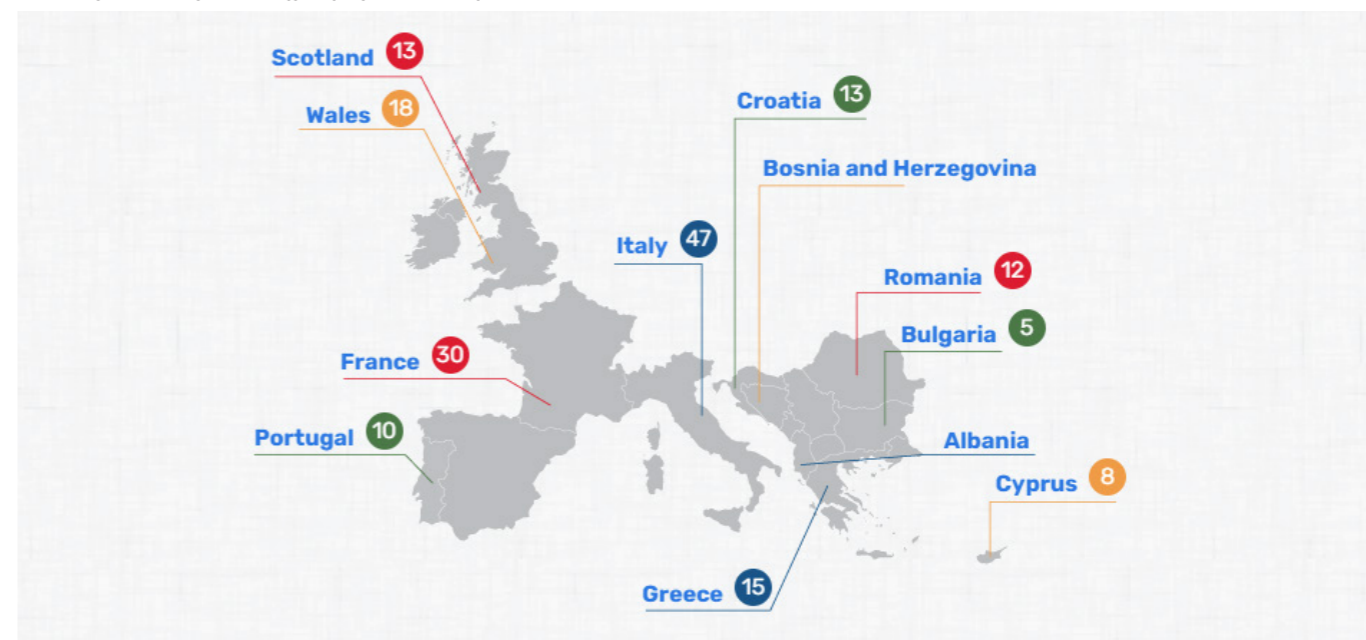 Scotland 13
Wales 18
Croatia 13
Bosnia and Herzegovina
Italy 47
Romania 12
Bulgaria 5
France 30
Portugal 10
Albania
Cyprus 8
Greece 15